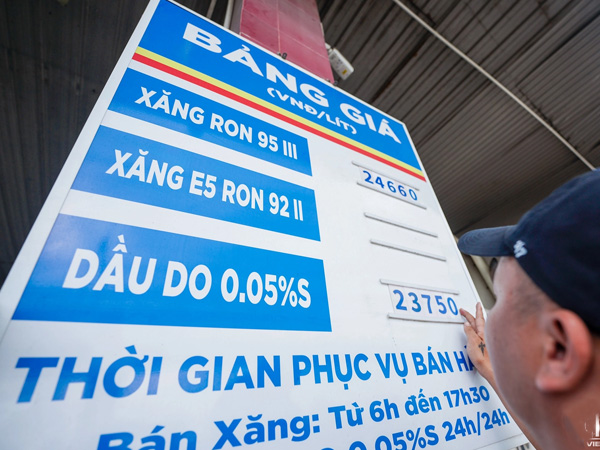 BẢNG GIÁ
(VNĐ/LÍT)
XĂNG RON 95 III
24660
XĂNG E5 RON 92 II
DẦU DO 0.05%S
23750
THỜI GIAN PHỤC VỤ BÁN
Bán Xăng: Từ 6h đến 17h30
0.05%S 24h/24h